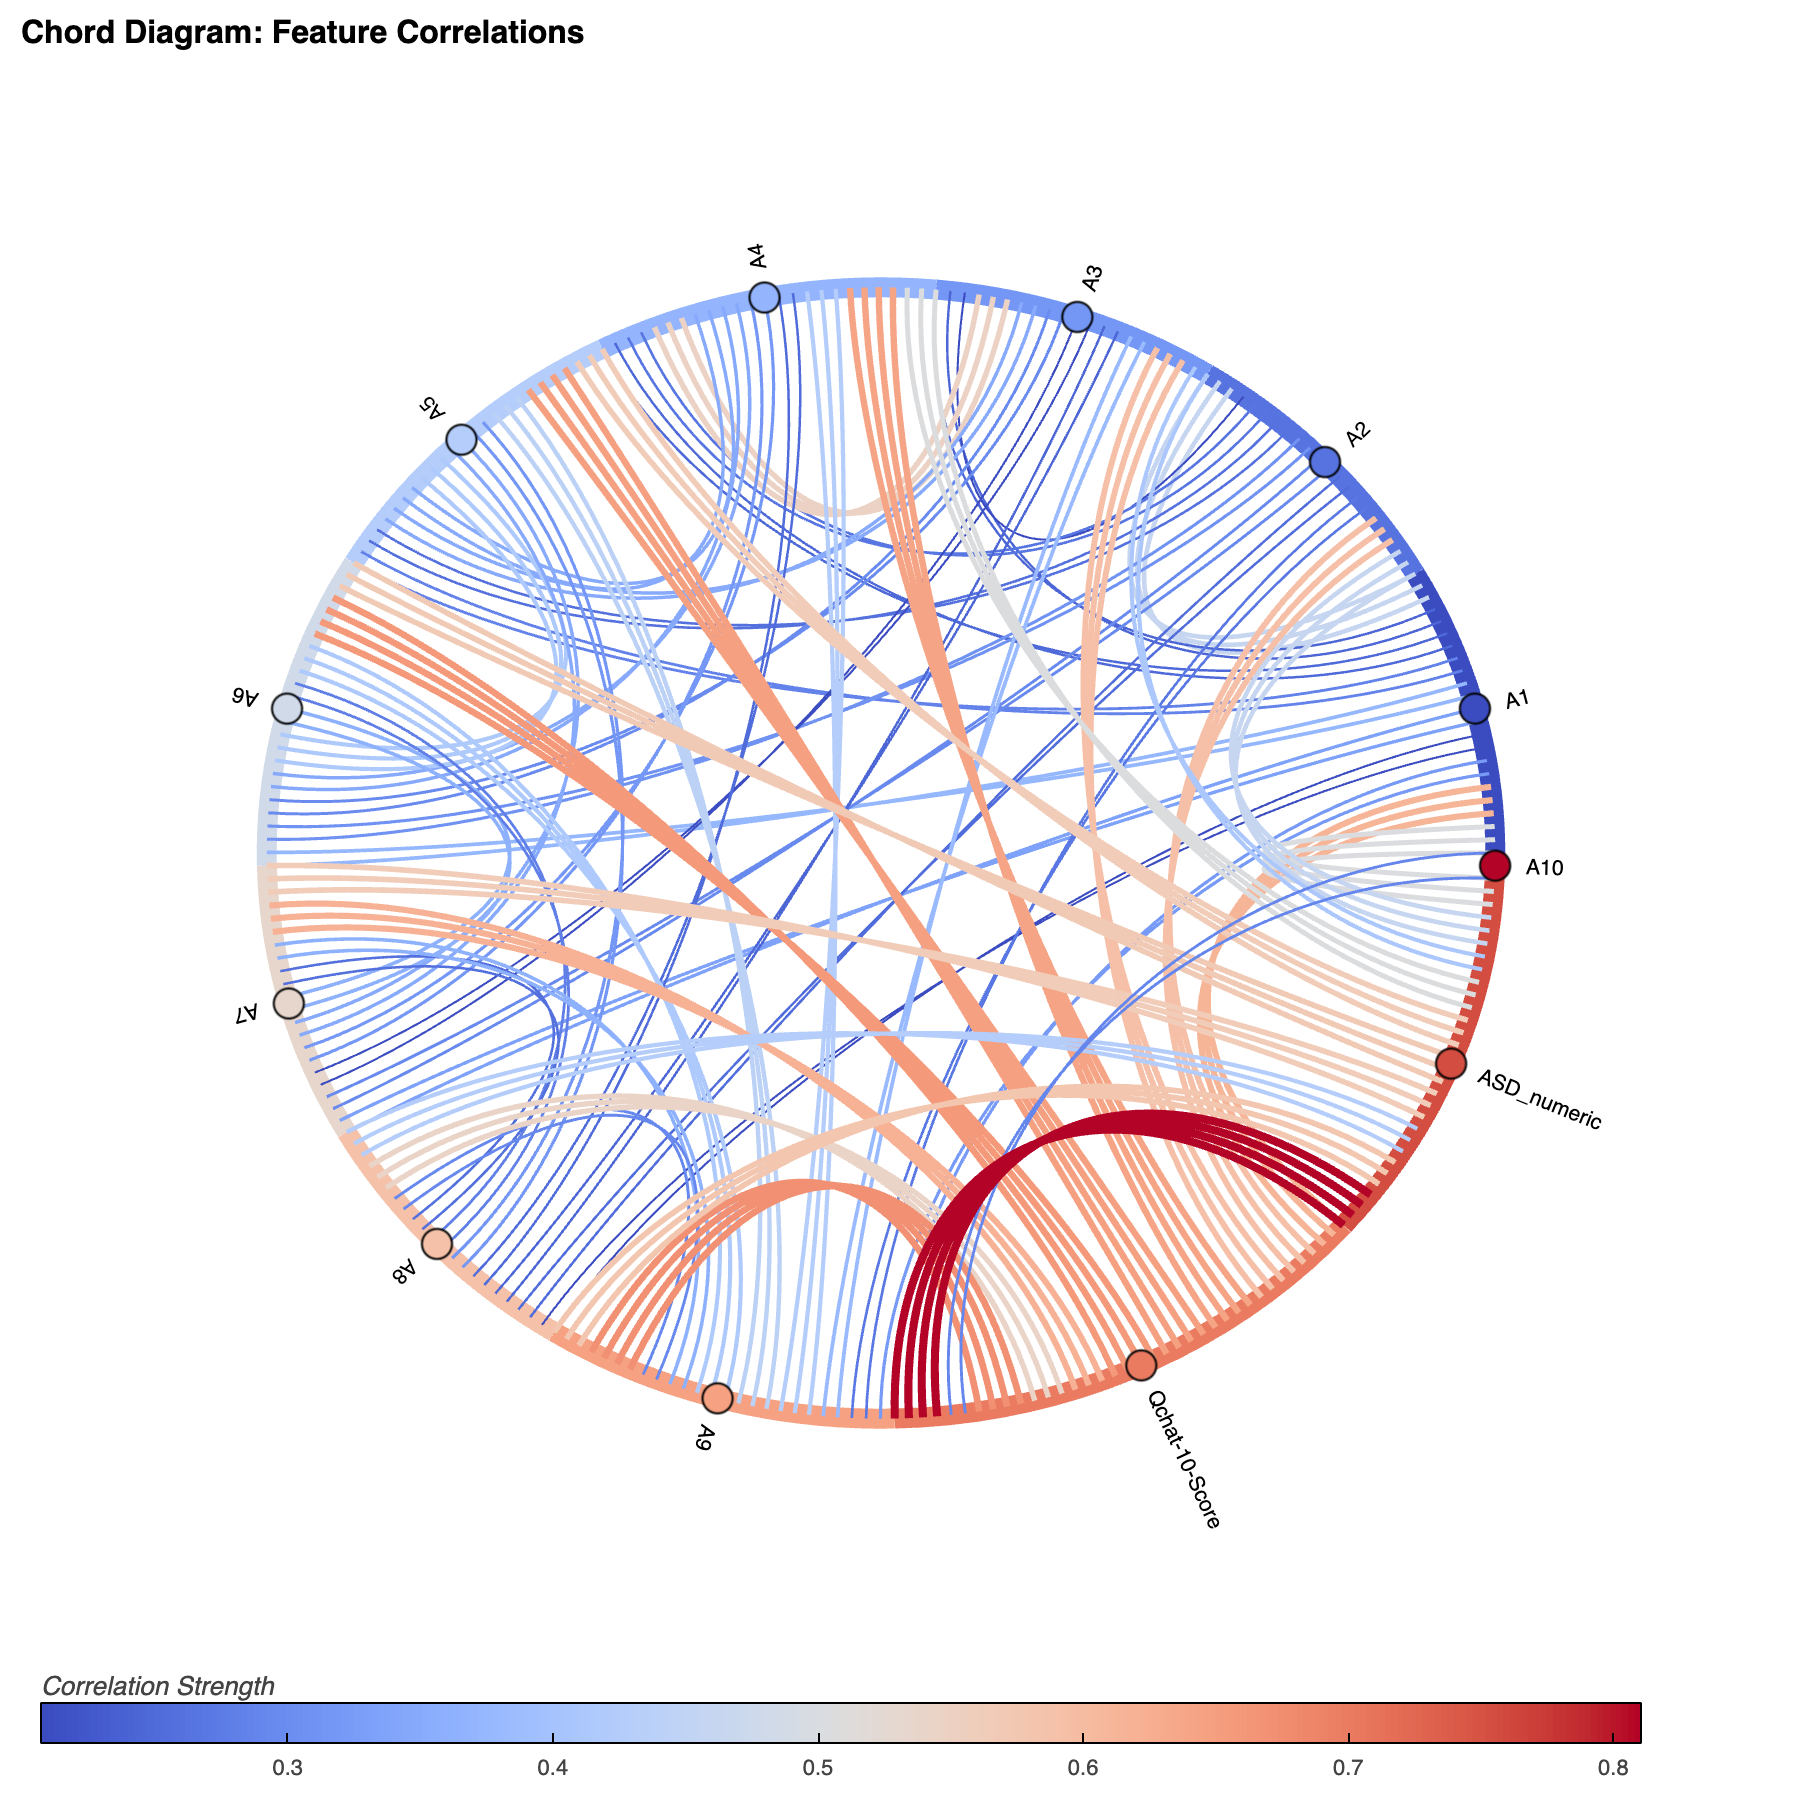 Chord Diagram: Feature Correlations
A4
A3
A5
A2
A6
A1
A10
A7
ASD_numeric
A8
A9
Qchat-10-Score
Correlation Strength
0.3 0.4 0.5 0.6 0.7 0.8